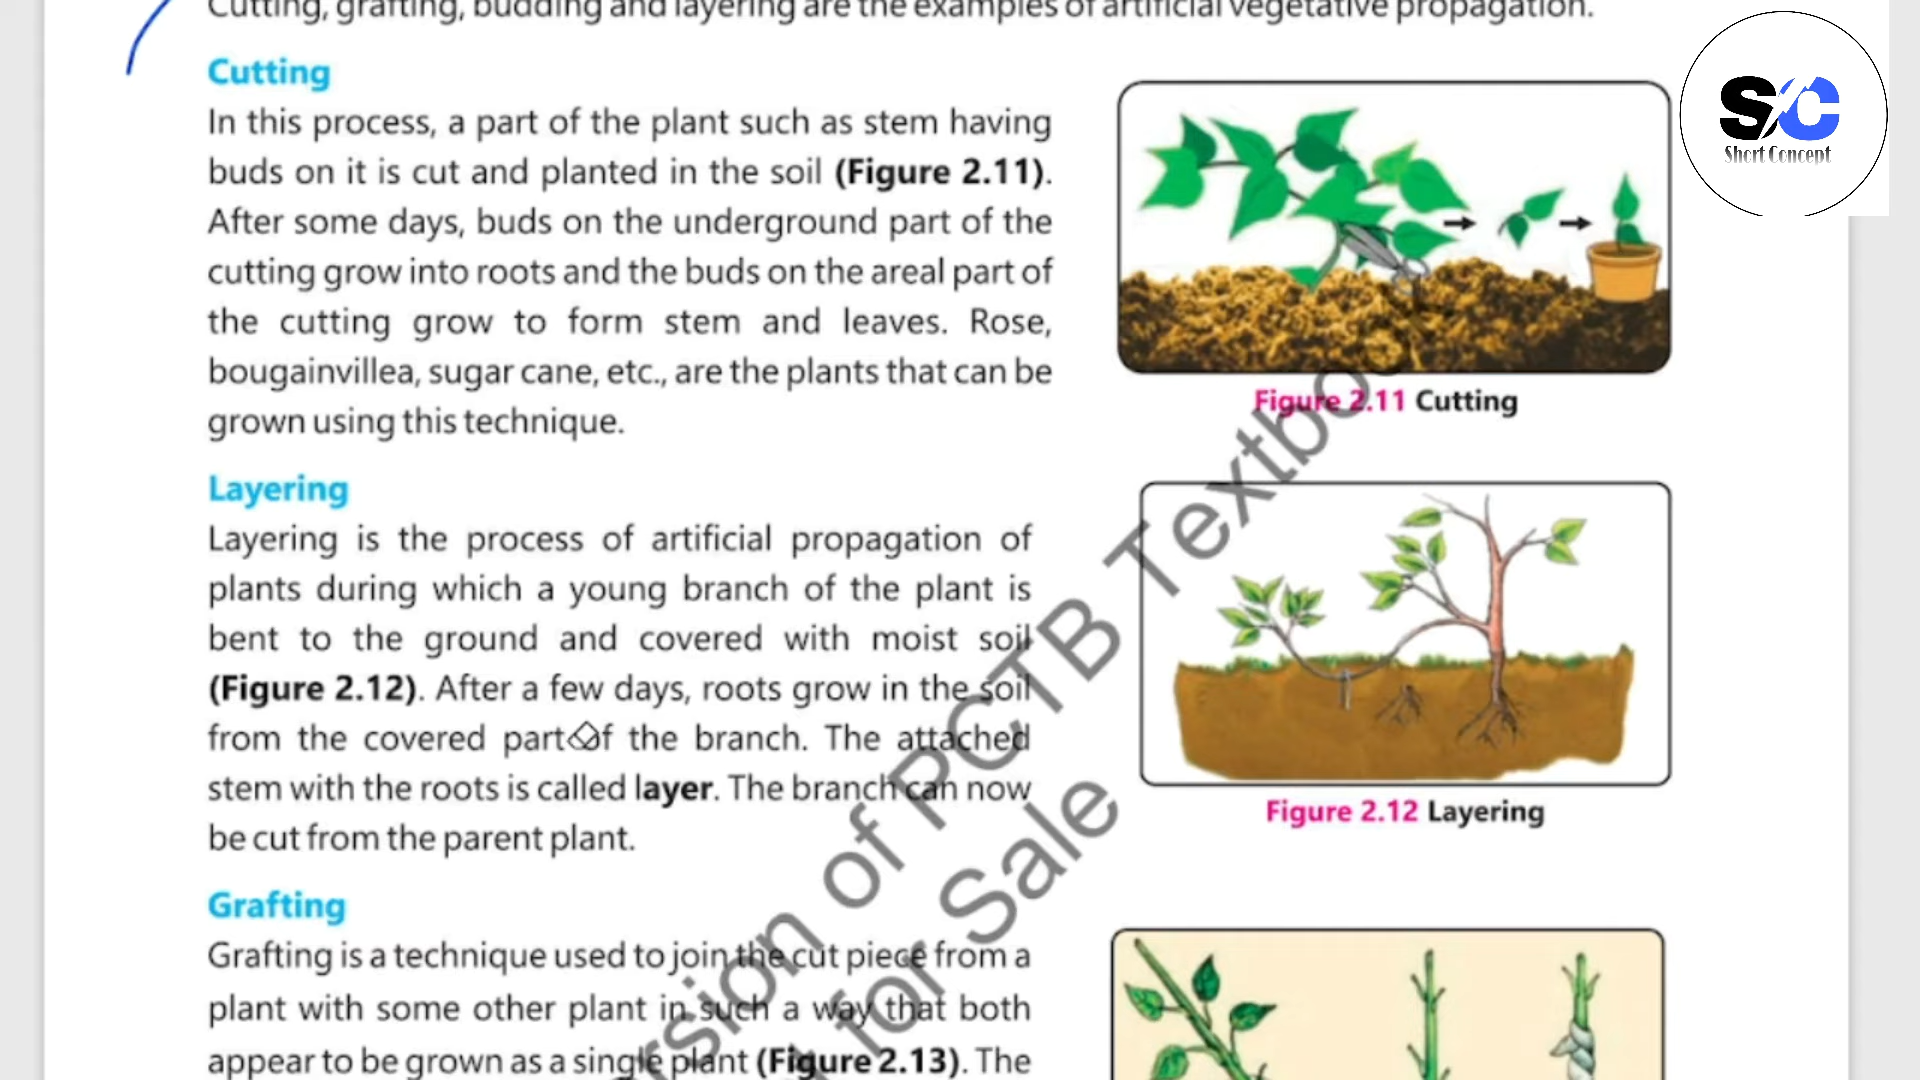 Cutting, grafting, budding and layering are the examples of artificial vegetative propagation.
Cutting
In this process, a part of the plant such as stem having
buds on it is cut and planted in the soil (Figure 2.11).
After some days, buds on the underground part of the
cutting grow into roots and the buds on the areal part of
the cutting grow to form stem and leaves. Rose,
bougainvillea, sugar cane, etc., are the plants that can be
grown using this technique.
Figure 2.11 Cutting
Layering
Layering is the process of artificial propagation of
plants during which a young branch of the plant is
bent to the ground and covered with moist soil
(Figure 2.12). After a few days, roots grow in the soil
from the covered part of the branch. The attached
stem with the roots is called layer. The branch can now
be cut from the parent plant.
Figure 2.12 Layering
Grafting
Grafting is a technique used to join the cut piece from a
plant with some other plant in such a way that both
appear to be grown as a single plant (Figure 2.13). The
of PCTB
for Sale
SC
Short Concept